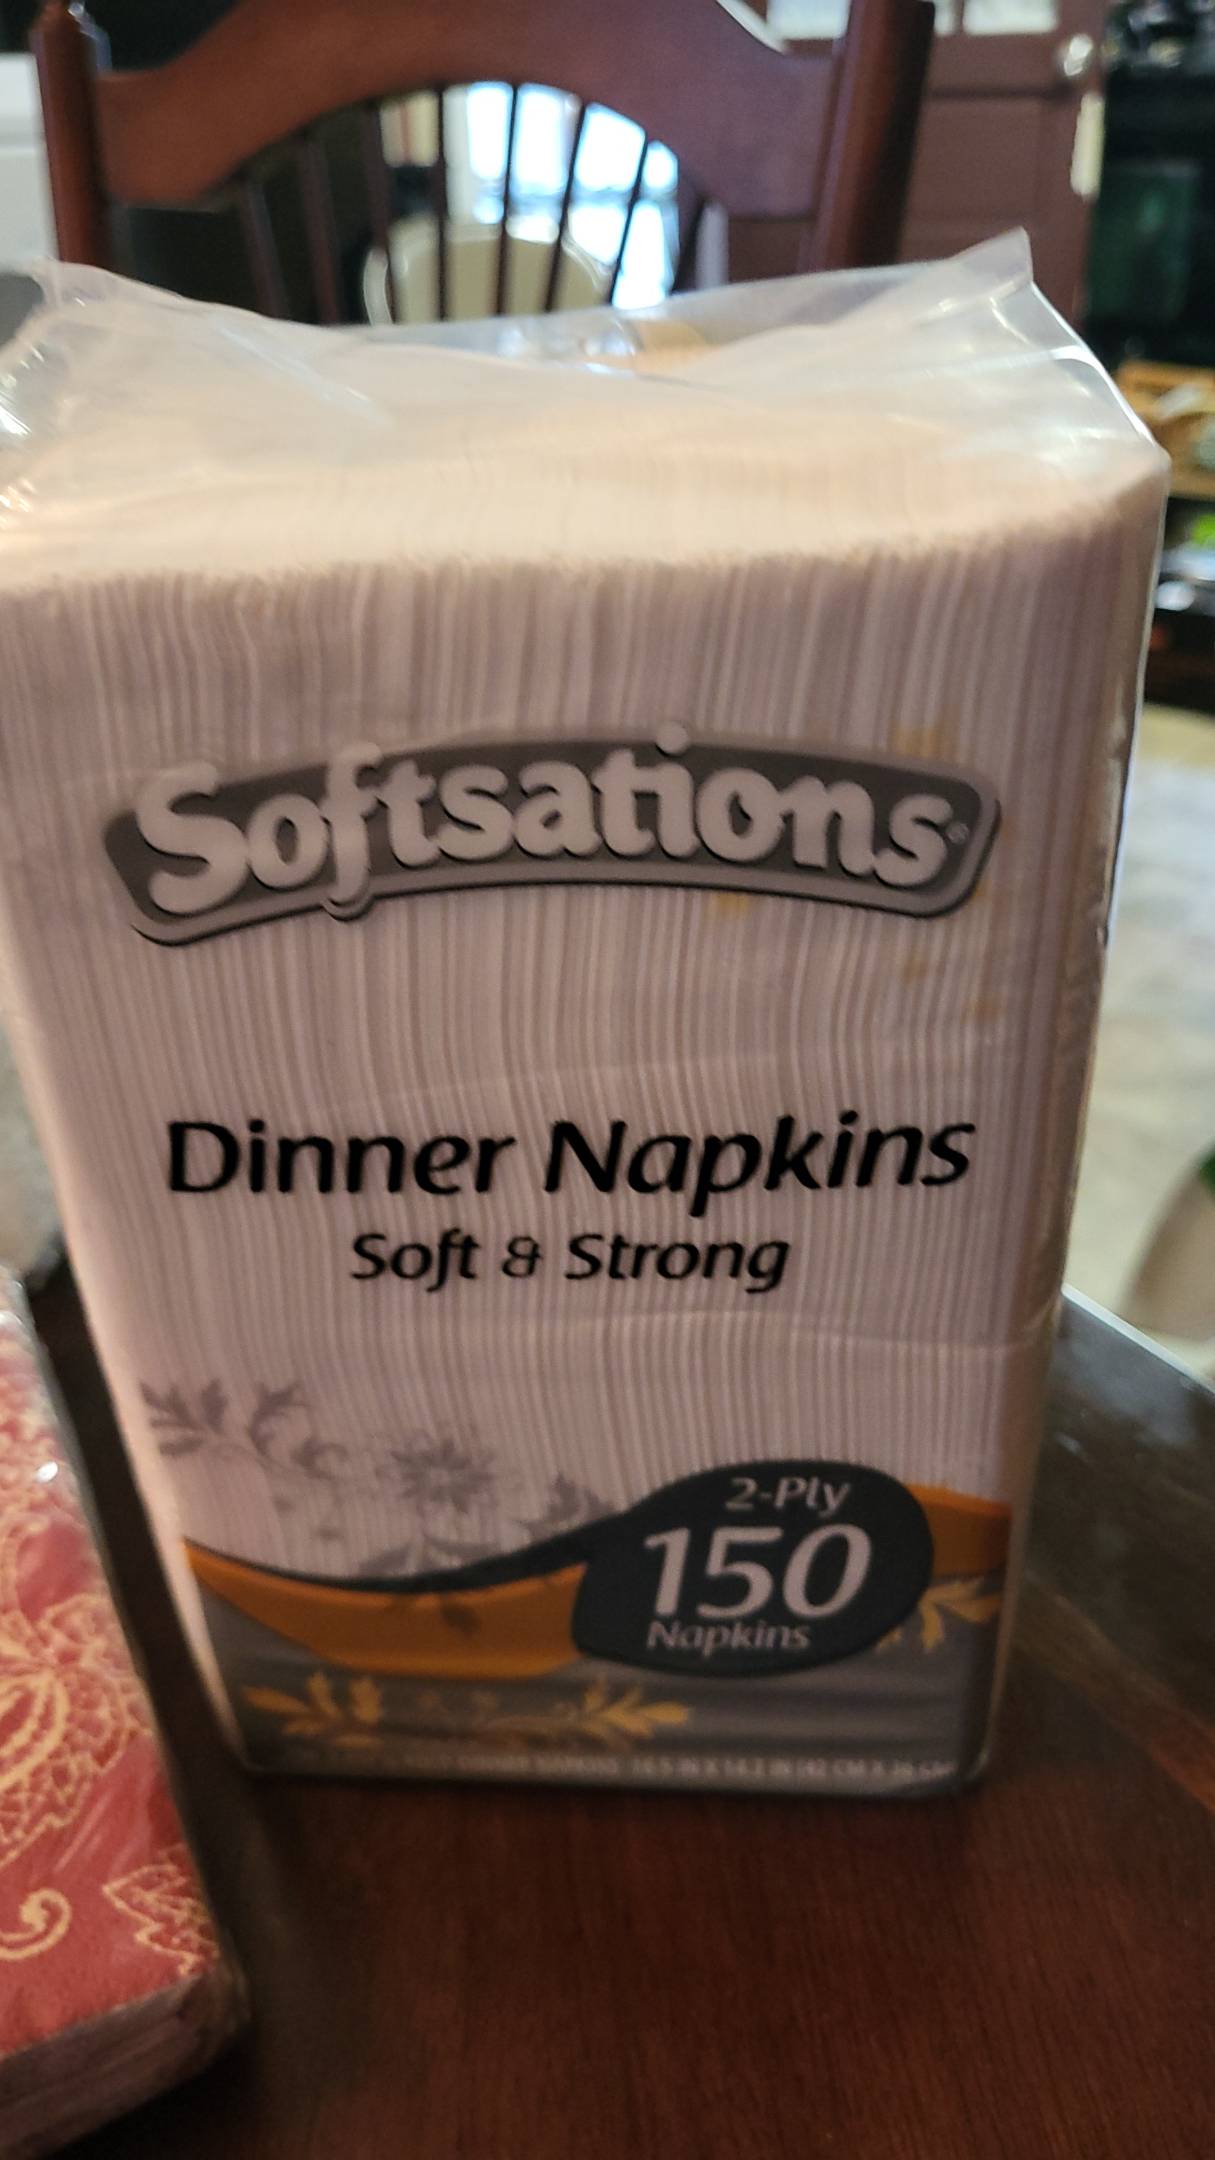 Softsations
Dinner Napkins
Soft & Strong
2-Ply
150
Napkins